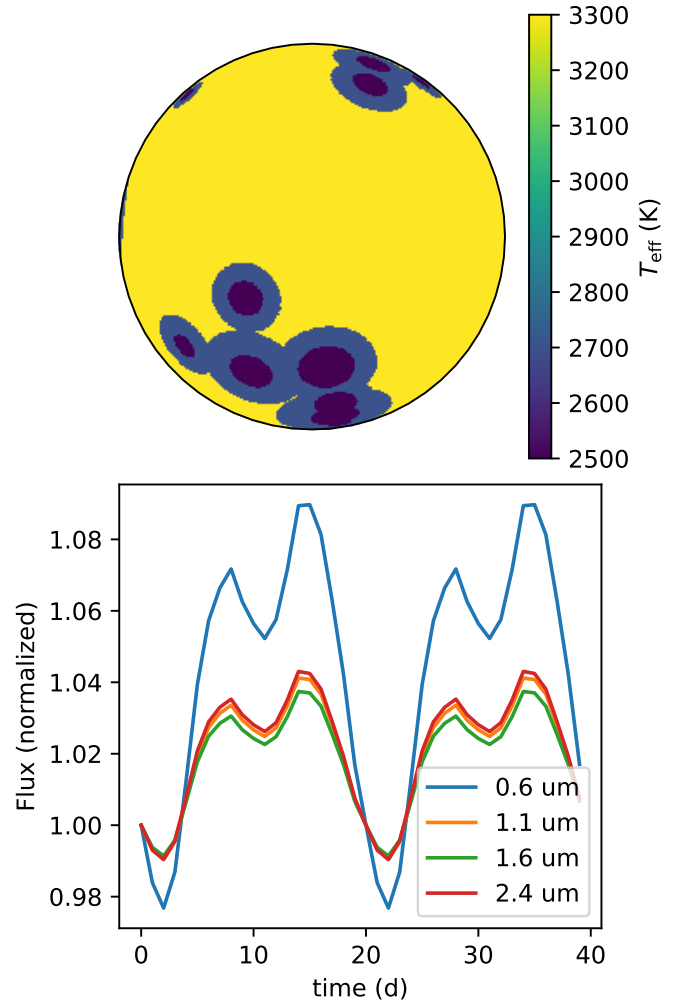 3300
3200
3100
3000
2900
2800
2700
2600
2500
T_eff (K)
1.08
1.06
1.04
1.02
1.00
0.98
Flux (normalized)
0.6 um
1.1 um
1.6 um
2.4 um
0 10 20 30 40
time (d)